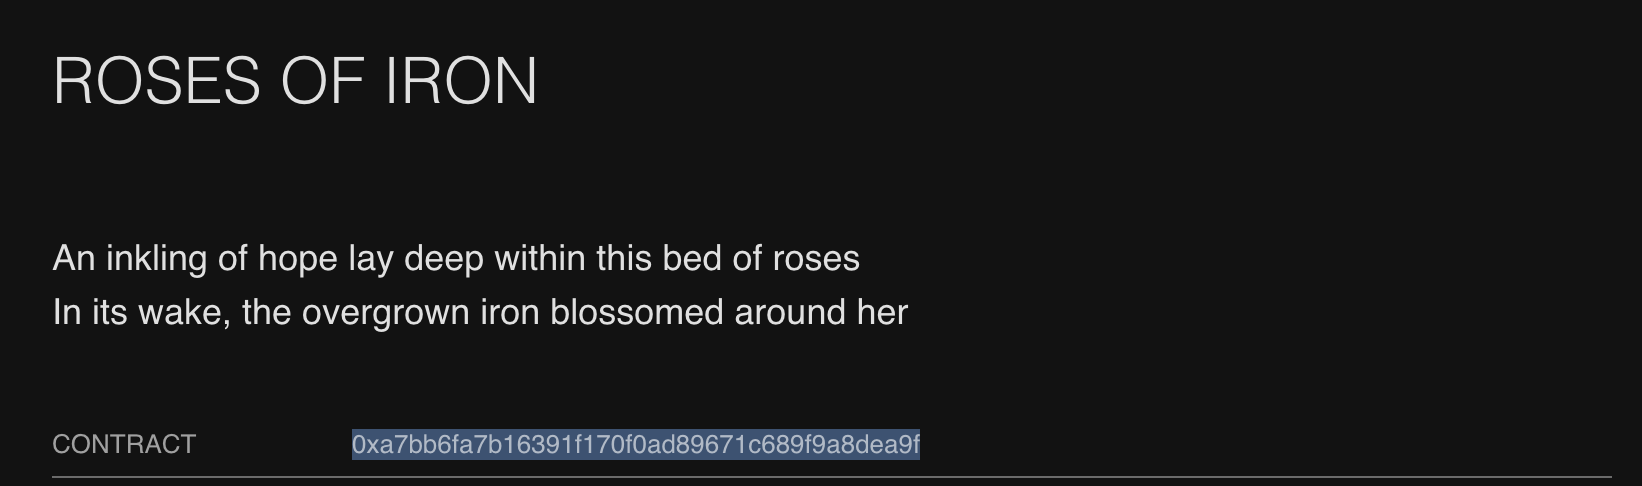 ROSES OF IRON
An inkling of hope lay deep within this bed of roses
In its wake, the overgrown iron blossomed around her
CONTRACT 0xa7bb6fa7b16391f170f0ad89671c689f9a8dea9f